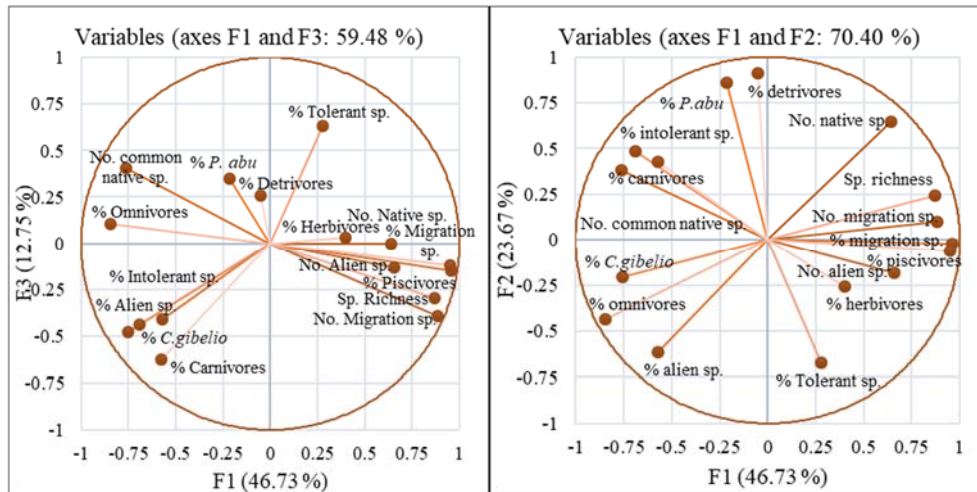 Variables (axes F1 and F3: 59.48 %)
1
0.75
% Tolerant sp.
0.5
No. common
native sp.
% P. abu
0.25
% Detrivores
% Omnivores
% Herbivores
No. Native sp.
% Migration
sp.
0
No. Alien sp.
% Piscivores
% Intolerant sp.
-0.25
Sp. Richness
% Alien sp.
No. Migration sp.
-0.5
% C.gibelio
% Carnivores
-0.75
-1
-1 -0.75 -0.5 -0.25 0 0.25 0.5 0.75 1
F1 (46.73 %)
F3 (12.75 %)
Variables (axes F1 and F2: 70.40 %)
1
% detrivores
% P.abu
0.75
No. native sp.
% intolerant sp.
0.5
% carnivores
Sp. richness
0.25
No. common native sp.
No. migration sp.
% migration sp.
0
% C.gibelio
% piscivores
No. alien sp.
-0.25
% omnivores
% herbivores
-0.5
% alien sp.
% Tolerant sp.
-0.75
-1
-1 -0.75 -0.5 -0.25 0 0.25 0.5 0.75 1
F1 (46.73 %)
F2 (23.67 %)